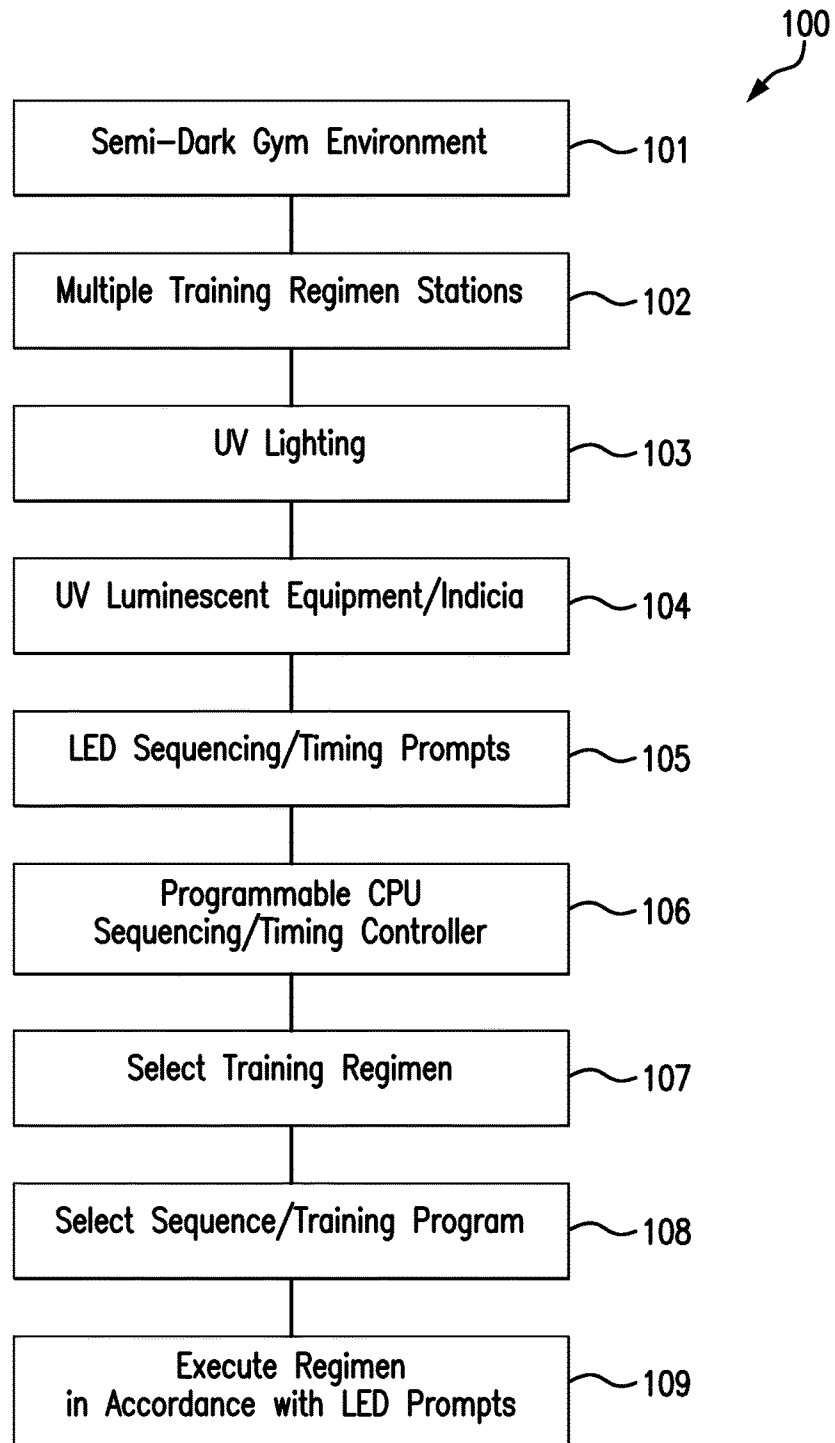 100
Semi-Dark Gym Environment
101
Multiple Training Regimen Stations
102
UV Lighting
103
UV Luminescent Equipment/Indicia
104
LED Sequencing/Timing Prompts
105
Programmable CPU
Sequencing/Timing Controller
106
Select Training Regimen
107
Select Sequence/Training Program
108
Execute Regimen
in Accordance with LED Prompts
109